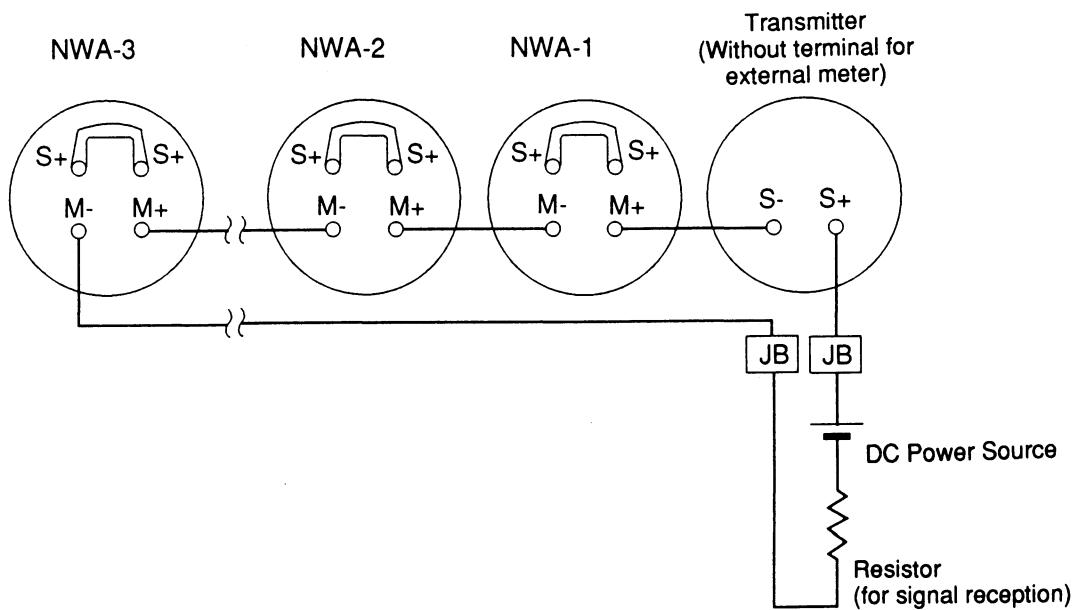 Transmitter
(Without terminal for
external meter)
NWA-3
NWA-2
NWA-1
S+
S+
S+
S+
S+
S+
M-
M+
M-
M+
M-
M+
S-
S+
JB
JB
DC Power Source
Resistor
(for signal reception)